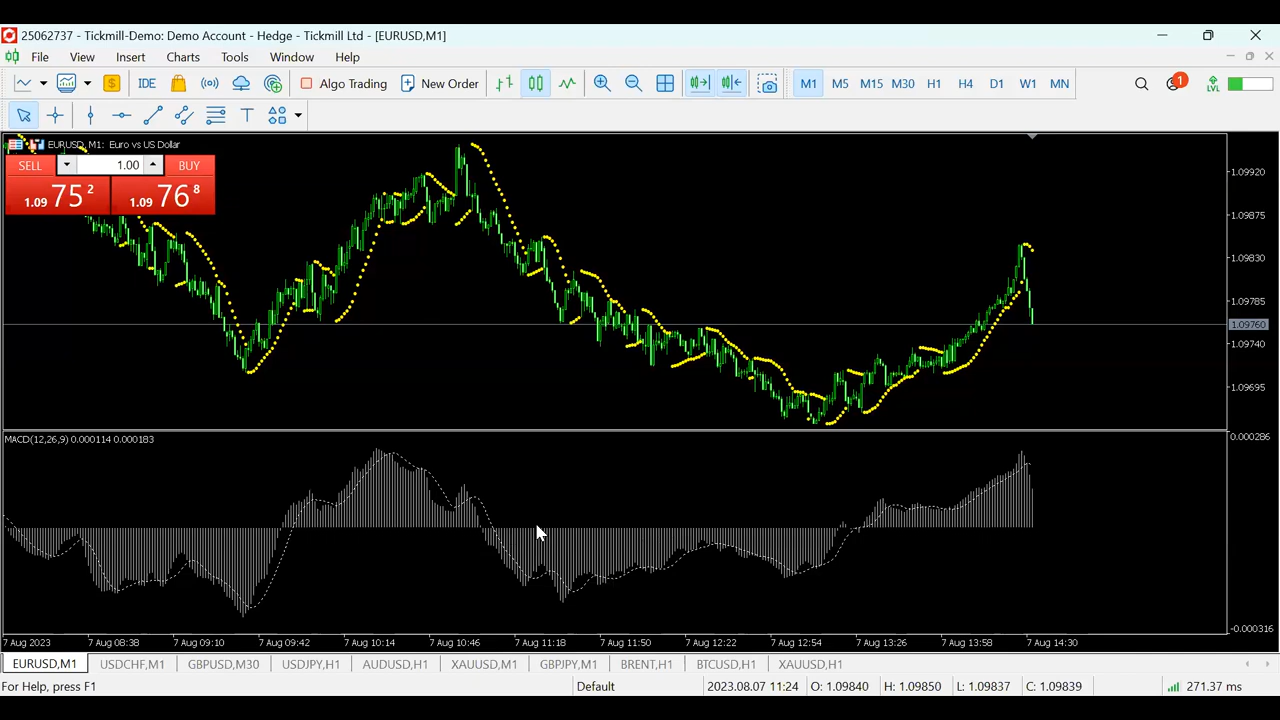 25062737 - Tickmill-Demo: Demo Account - Hedge - Tickmill Ltd - [EURUSD,M1]
File View Insert Charts Tools Window Help
IDE Algo Trading New Order M1 M5 M15 M30 H1 H4 D1 W1 MN 1 LVL
T
EURUSD, M1: Euro vs US Dollar
SELL 1.00 BUY
1.09 75 2 1.09 76 8
1.09920
1.09875
1.09830
1.09785
1.09760
1.09740
1.09695
MACD(12,26,9) 0.000114 0.000183
0.000286
-0.000316
7 Aug 2023 7 Aug 08:38 7 Aug 09:10 7 Aug 09:42 7 Aug 10:14 7 Aug 10:46 7 Aug 11:18 7 Aug 11:50 7 Aug 12:22 7 Aug 12:54 7 Aug 13:26 7 Aug 13:58 7 Aug 14:30
EURUSD,M1 USDCHF,M1 GBPUSD,M30 USDJPY,H1 AUDUSD,H1 XAUUSD,M1 GBPJPY,M1 BRENT,H1 BTCUSD,H1 XAUUSD,H1
For Help, press F1 Default 2023.08.07 11:24 O: 1.09840 H: 1.09850 L: 1.09837 C: 1.09839 271.37 ms